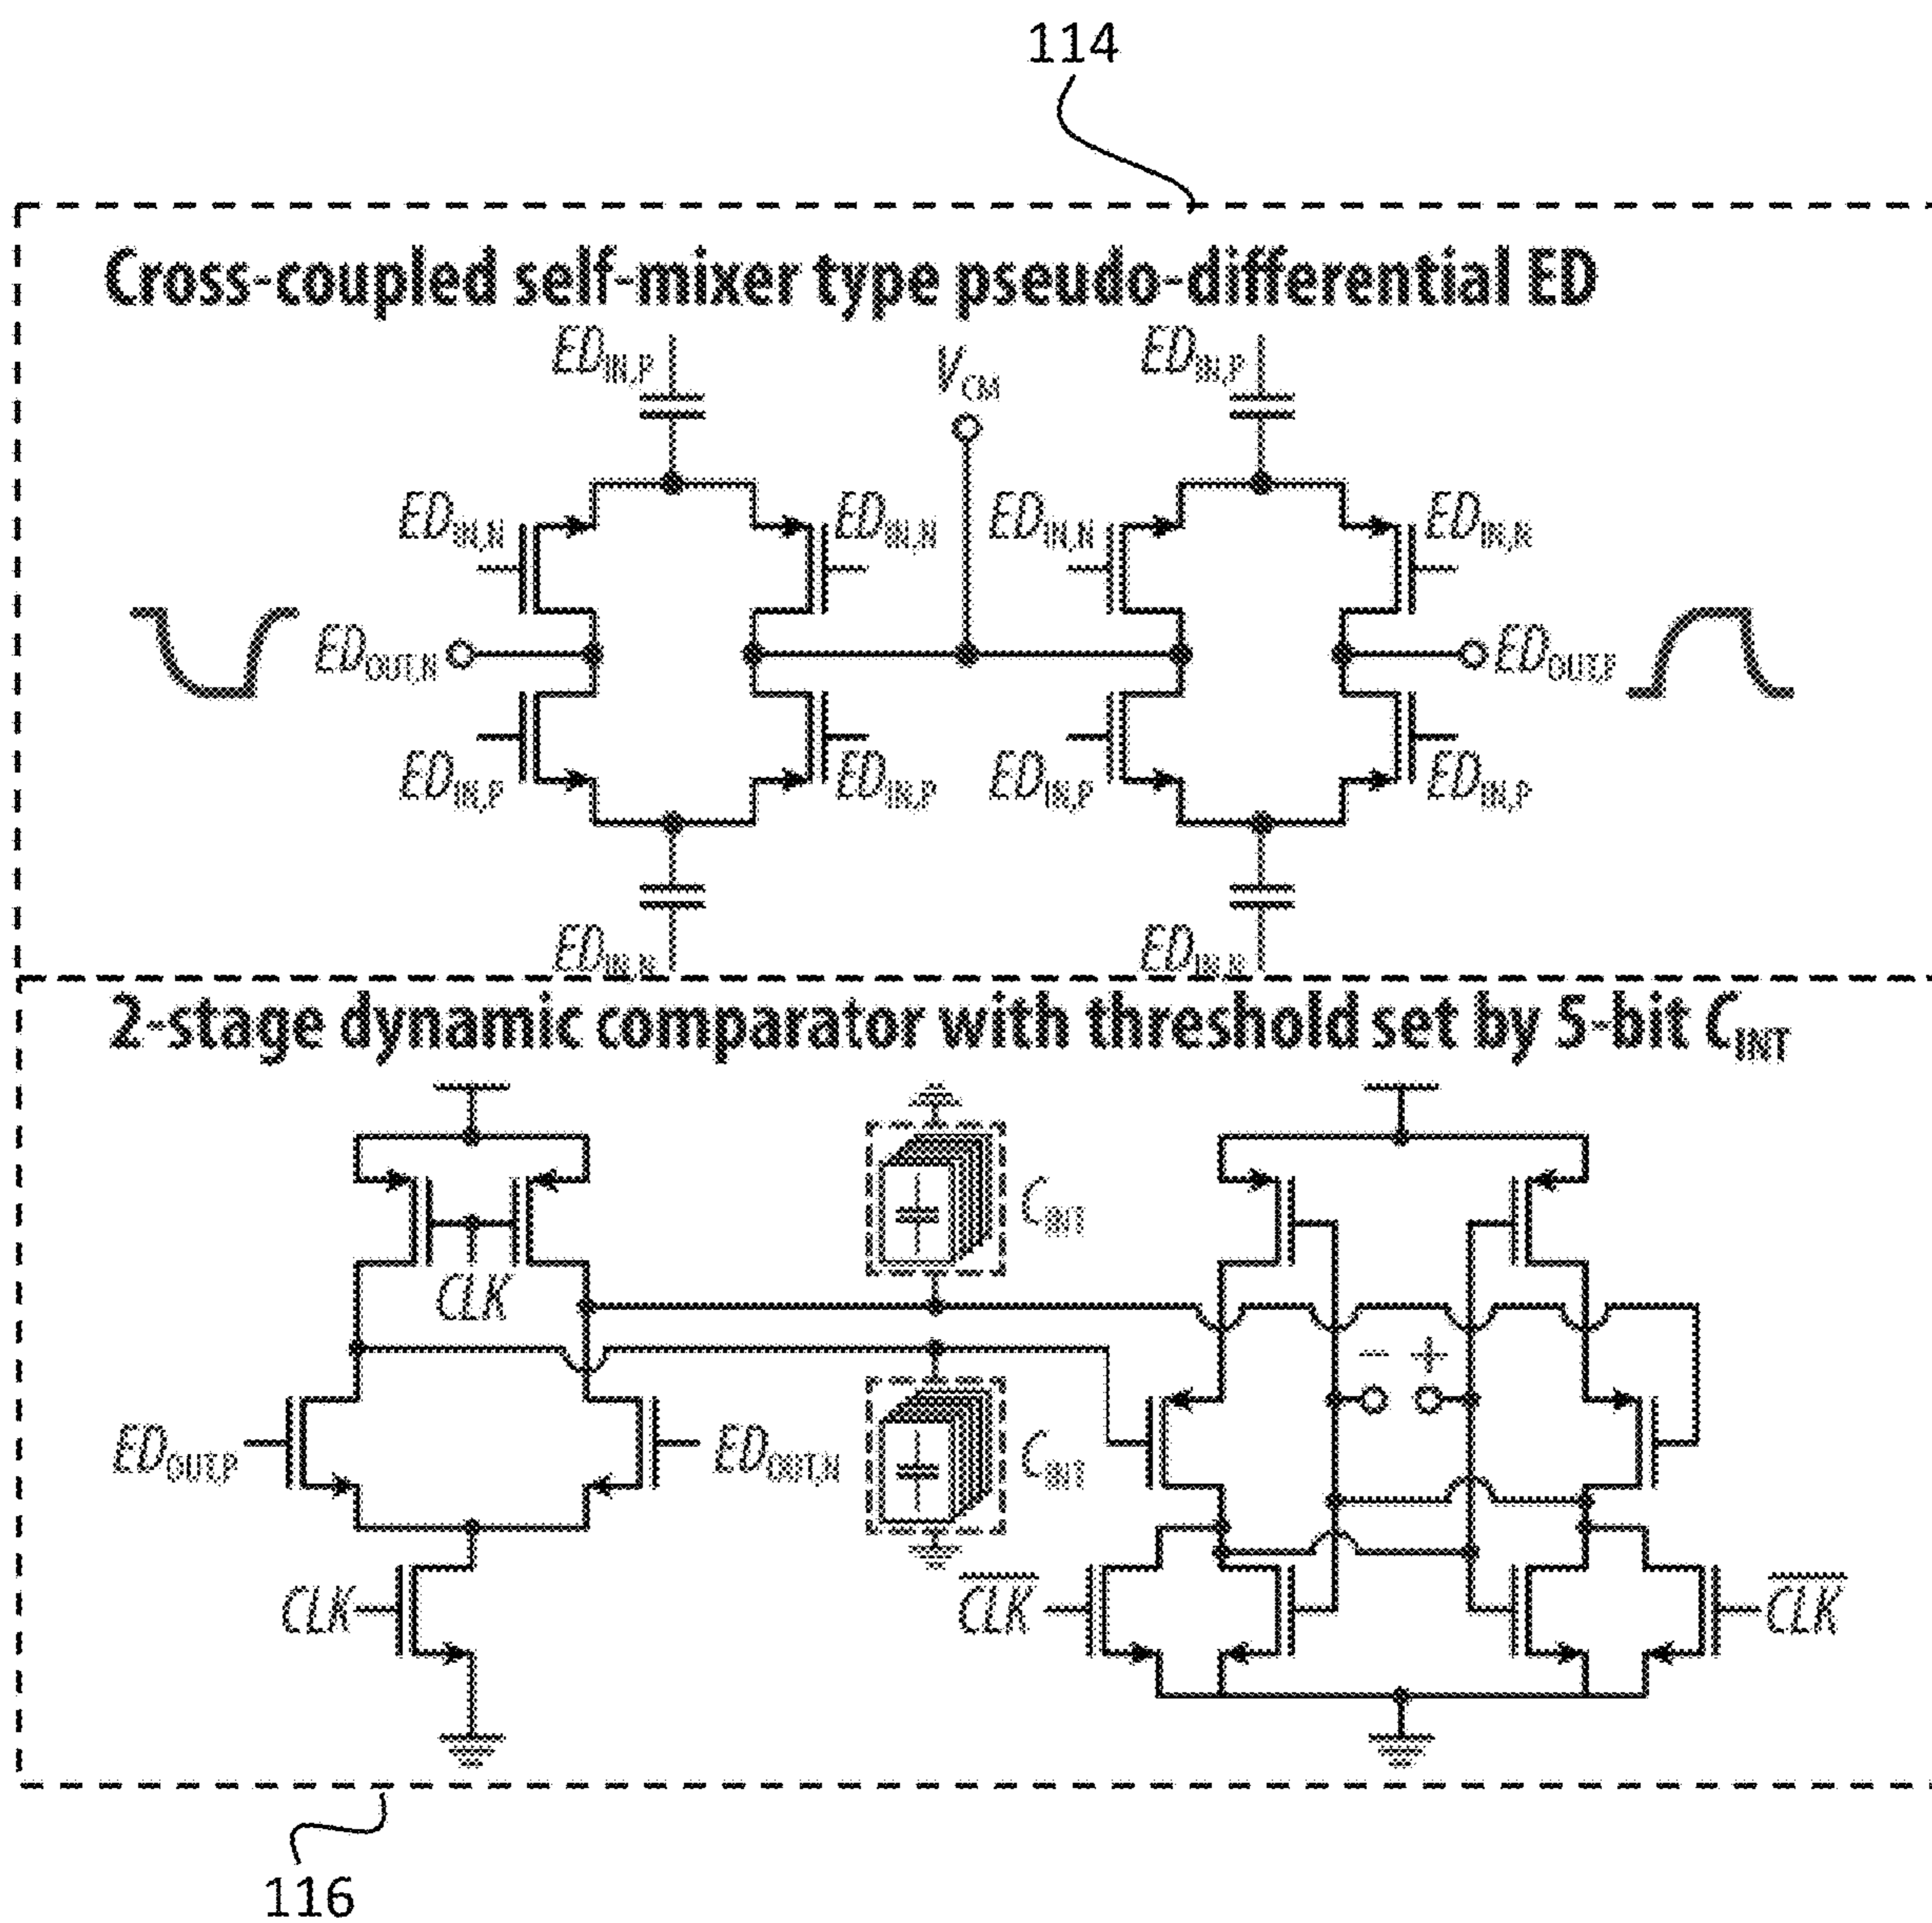 114
Cross-coupled self-mixer type pseudo-differential ED
ED_IN,P V_CM ED_IN,P
ED_IN,N ED_IN,N ED_IN,N ED_IN,N
ED_OUT,N ED_OUT,P
ED_IN,P ED_IN,P ED_IN,P ED_IN,P
ED_IN,N ED_IN,N
2-stage dynamic comparator with threshold set by 5-bit C_INT
C_INT
CLK
− +
ED_OUT,P ED_OUT,N C_INT
CLK C̅L̅K̅ C̅L̅K̅
116